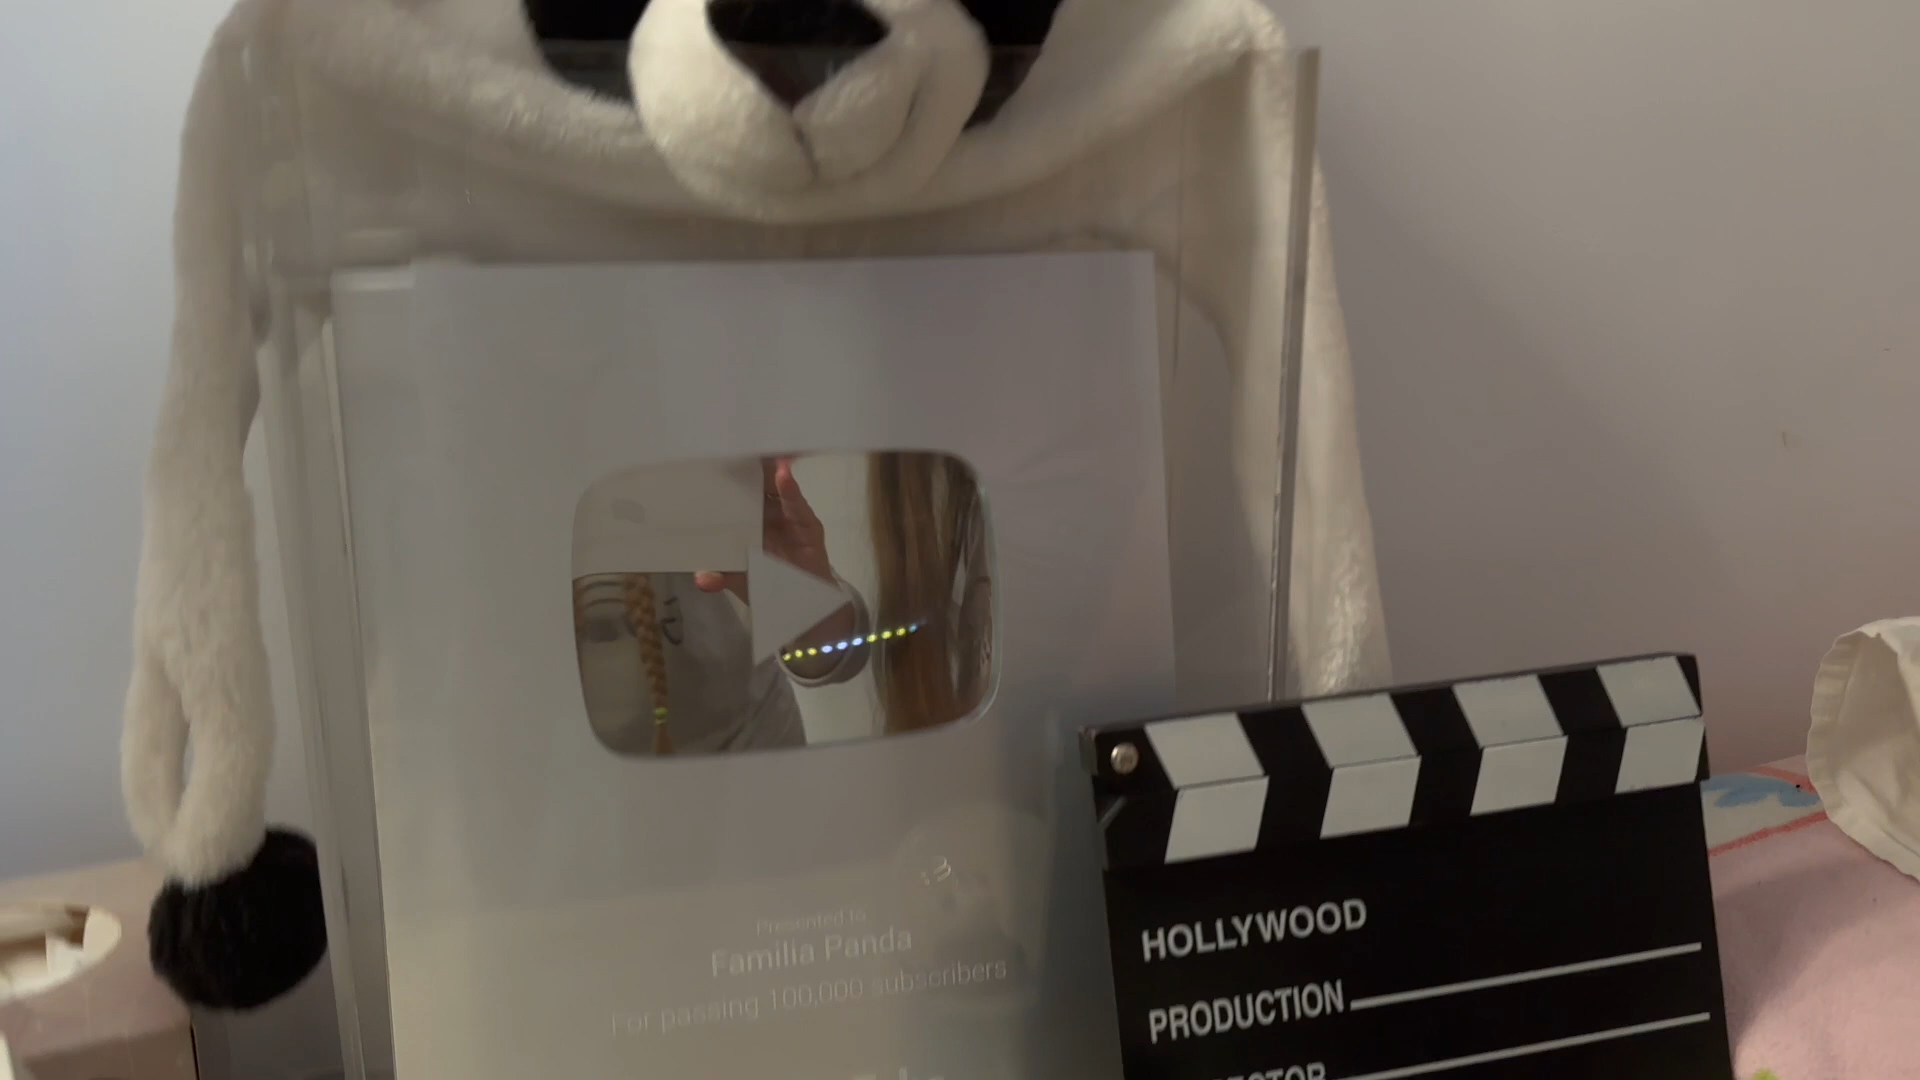 Presented to
Familia Panda
For passing 100,000 subscribers
HOLLYWOOD
PRODUCTION